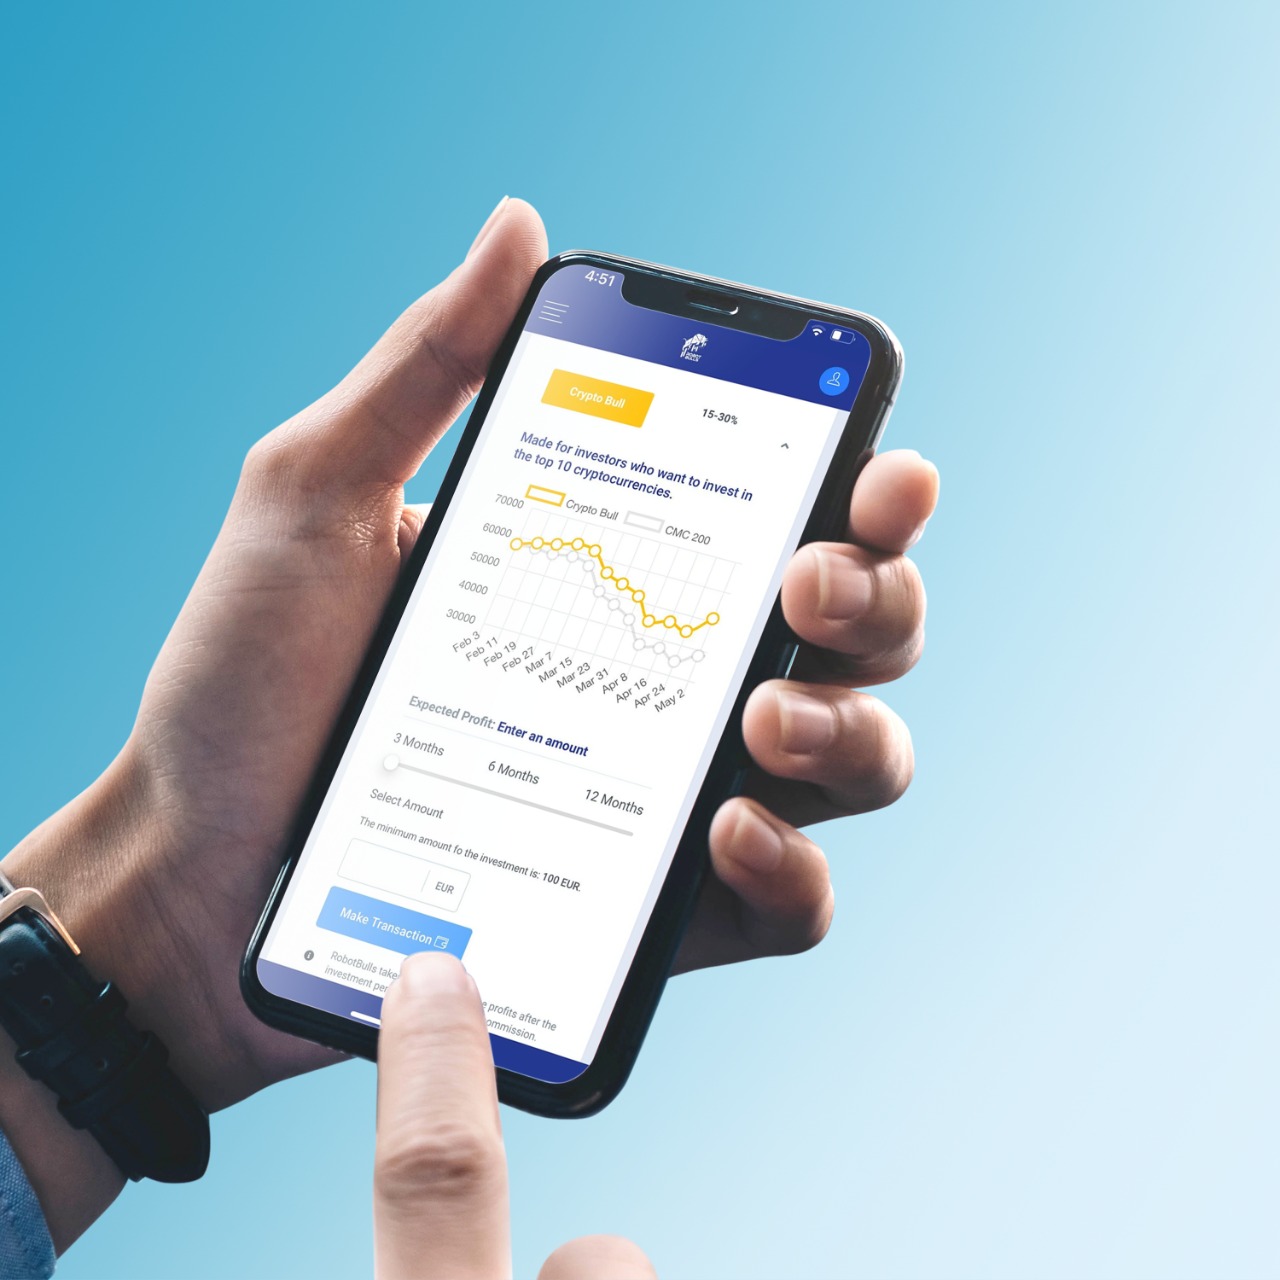 4:51
ROBOT
BULLS
Crypto Bull
15-30%
Made for investors who want to invest in
the top 10 cryptocurrencies.
Crypto Bull
CMC 200
70000
60000
50000
40000
30000
Feb 3
Feb 11
Feb 19
Feb 27
Mar 7
Mar 15
Mar 23
Mar 31
Apr 8
Apr 16
Apr 24
May 2
Expected Profit: Enter an amount
3 Months
6 Months
12 Months
Select Amount
The minimum amount fo the investment is: 100 EUR.
EUR
Make Transaction
RobotBulls take
e profits after the
investment per
ommission.